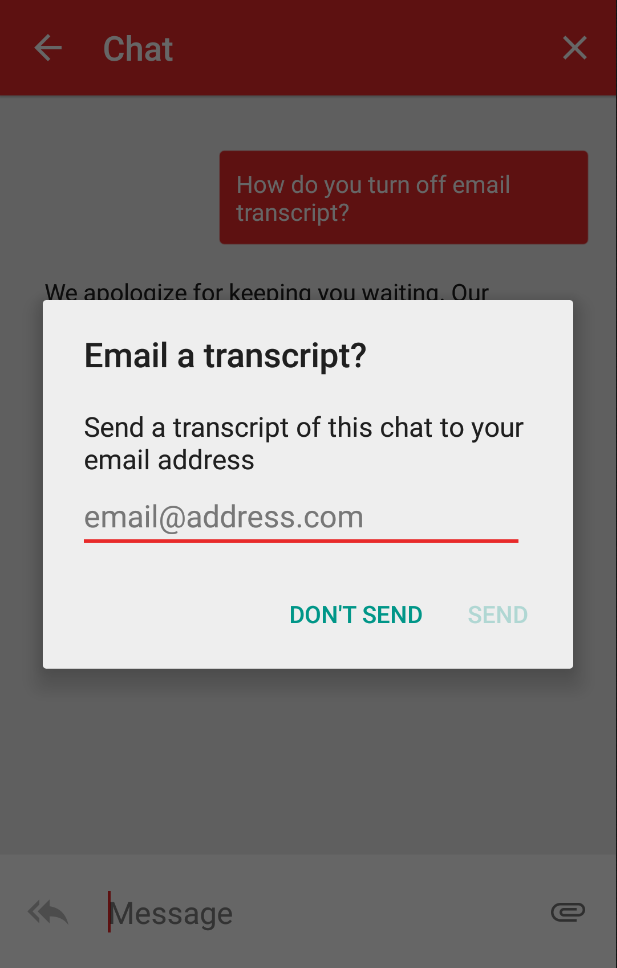 Chat
How do you turn off email
transcript?
We apologize for keeping you waiting. Our
Email a transcript?
Send a transcript of this chat to your
email address
email@address.com
DON'T SEND SEND
Message